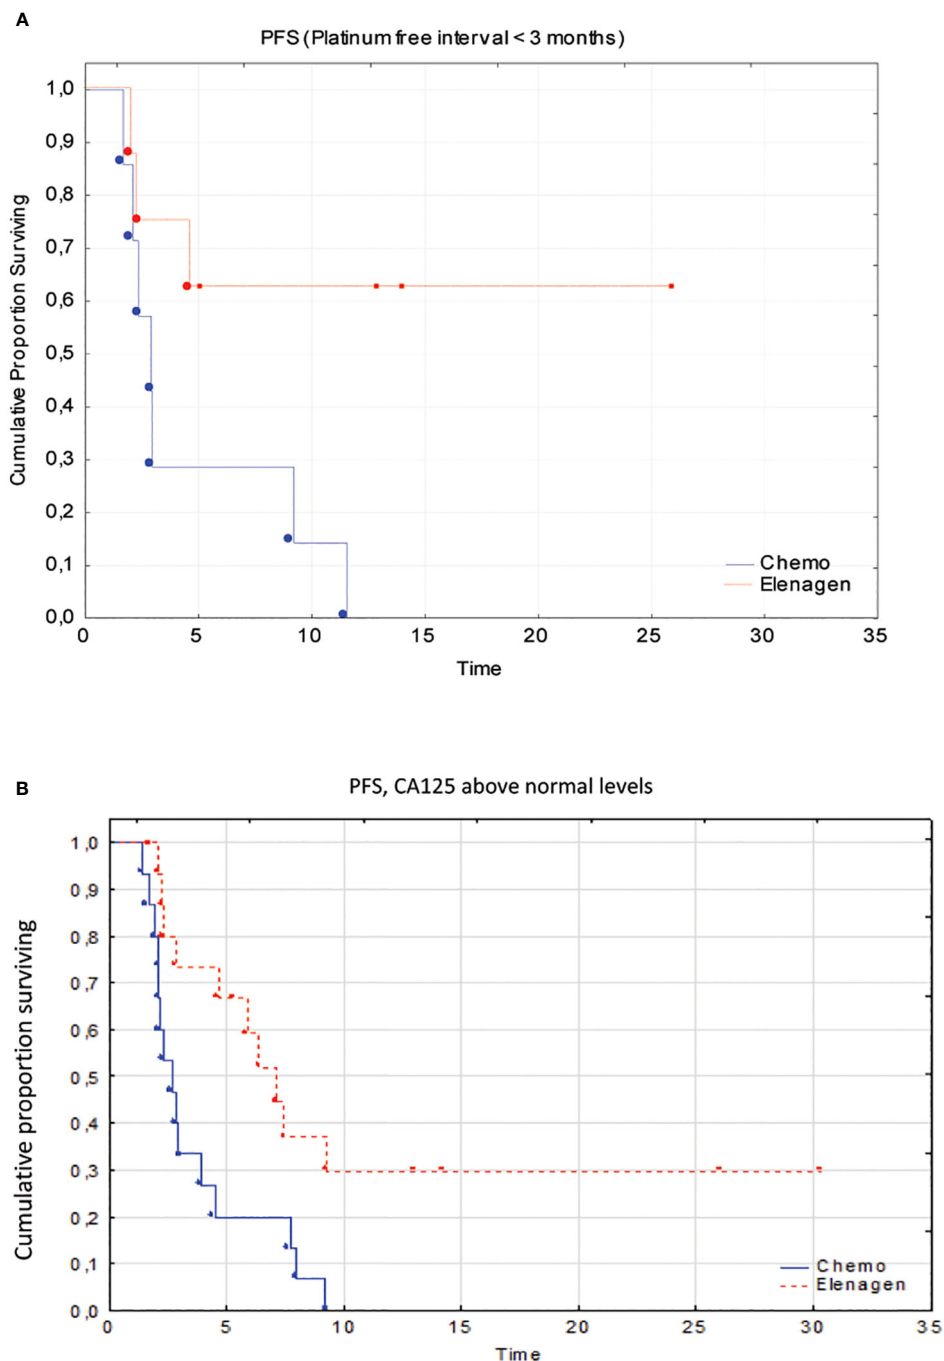 A
PFS (Platinum free interval < 3 months)
Cumulative Proportion Surviving
1,0
0,9
0,8
0,7
0,6
0,5
0,4
0,3
0,2
0,1
0,0
Chemo
Elenagen
0 5 10 15 20 25 30 35
Time
B
PFS, CA125 above normal levels
Cumulative proportion surviving
1,0
0,9
0,8
0,7
0,6
0,5
0,4
0,3
0,2
0,1
0,0
Chemo
Elenagen
0 5 10 15 20 25 30 35
Time